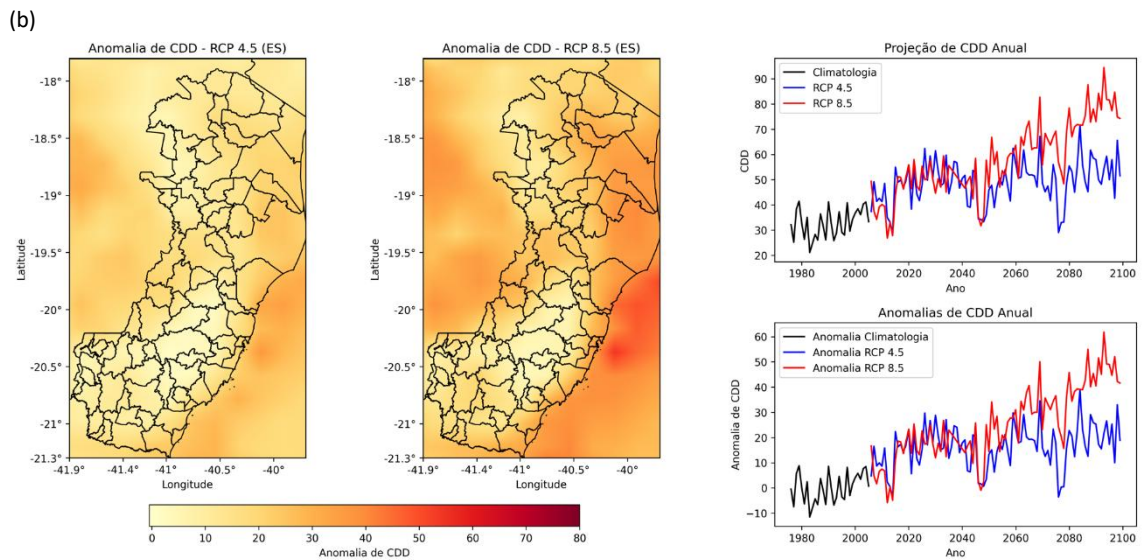 (b)
Anomalia de CDD - RCP 4.5 (ES)
Latitude
-18°
-18.5°
-19°
-19.5°
-20°
-20.5°
-21°
-21.3°
-41.9° -41.4° -41° -40.5° -40°
Longitude
Anomalia de CDD - RCP 8.5 (ES)
Latitude
-18°
-18.5°
-19°
-19.5°
-20°
-20.5°
-21°
-21.3°
-41.9° -41.4° -41° -40.5° -40°
Longitude
0 10 20 30 40 50 60 70 80
Anomalia de CDD
Projeção de CDD Anual
Climatologia
RCP 4.5
RCP 8.5
CDD
90
80
70
60
50
40
30
20
1980 2000 2020 2040 2060 2080 2100
Ano
Anomalias de CDD Anual
Anomalia Climatologia
Anomalia RCP 4.5
Anomalia RCP 8.5
Anomalia de CDD
60
50
40
30
20
10
0
−10
1980 2000 2020 2040 2060 2080 2100
Ano